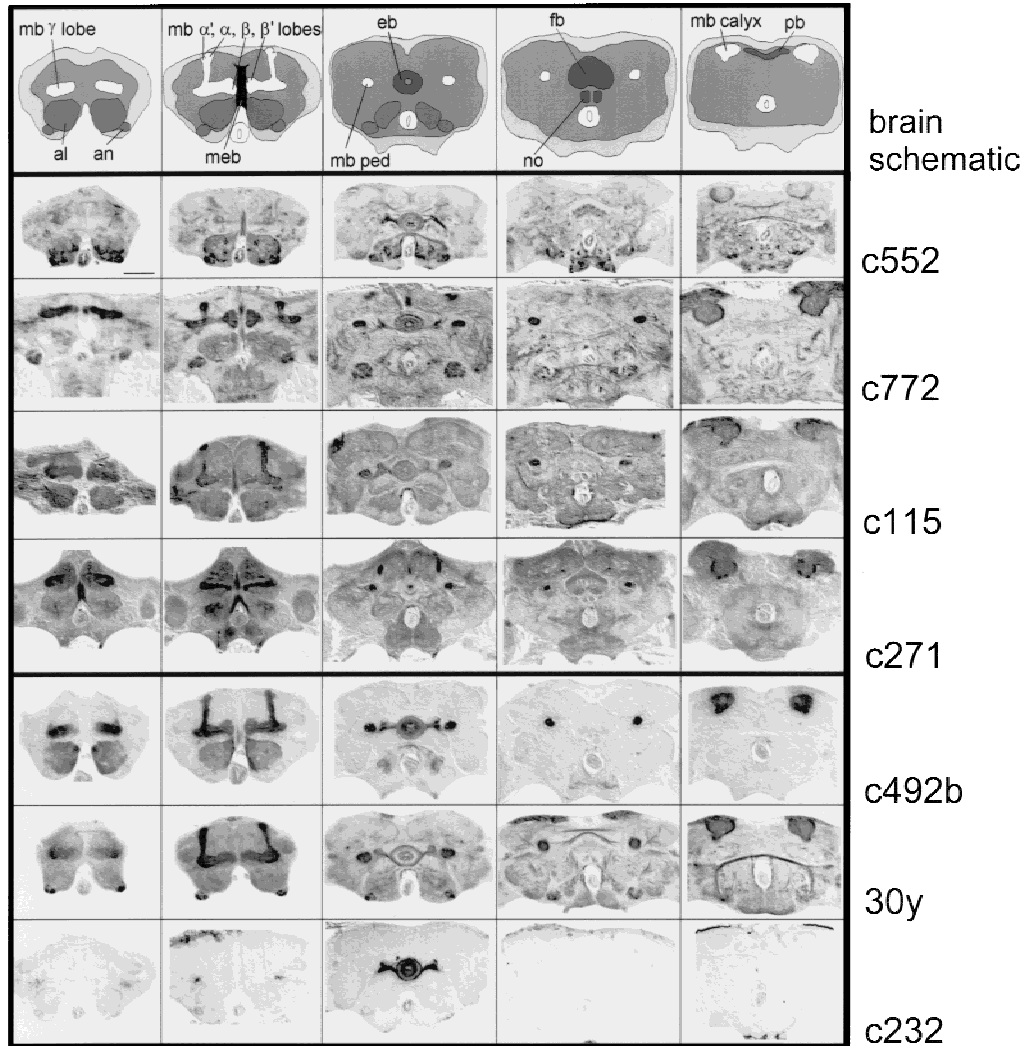 mb γ lobe
mb α', α, β, β' lobes
eb
fb
mb calyx
pb
al
an
meb
mb ped
no
brain
schematic
c552
c772
c115
c271
c492b
30y
c232